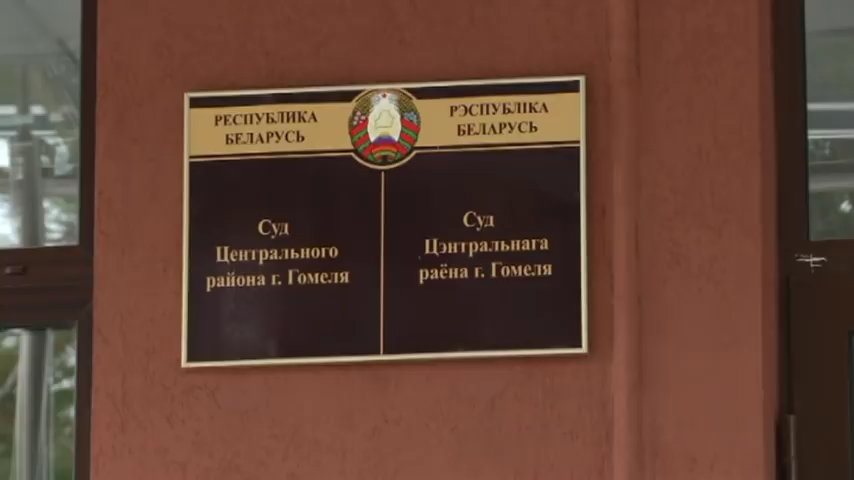 РЕСПУБЛИКА
БЕЛАРУСЬ
Суд
Центрального
района г. Гомеля
РЭСПУБЛІКА
БЕЛАРУСЬ
Суд
Цэнтральнага
раёна г. Гомеля